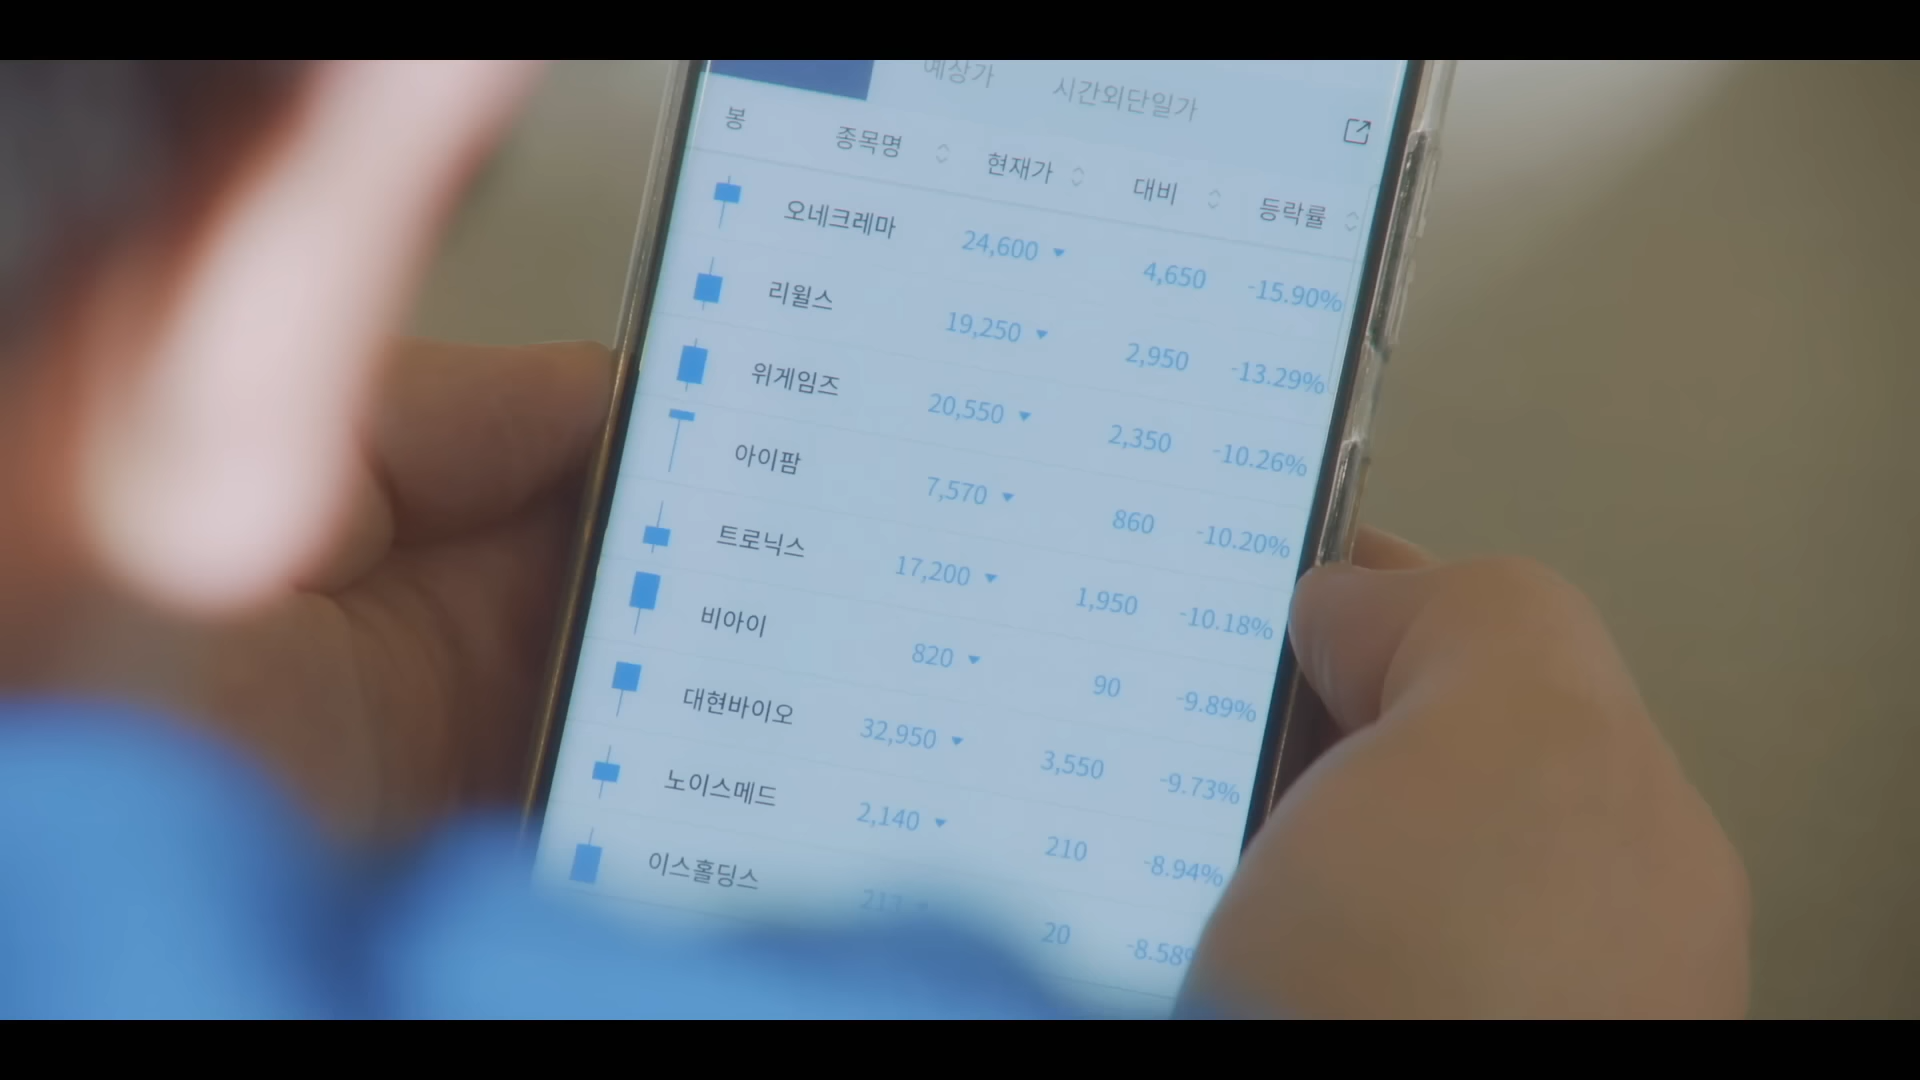 예상가 시간외단일가
봉 종목명 현재가 대비 등락률
오네크레마 24,600 ▼ 4,650 -15.90%
리윌스 19,250 ▼ 2,950 -13.29%
위게임즈 20,550 ▼ 2,350 -10.26%
아이팜 7,570 ▼ 860 -10.20%
트로닉스 17,200 ▼ 1,950 -10.18%
비아이 820 ▼ 90 -9.89%
대현바이오 32,950 ▼ 3,550 -9.73%
노이스메드 2,140 ▼ 210 -8.94%
이스홀딩스 20 -8.58%